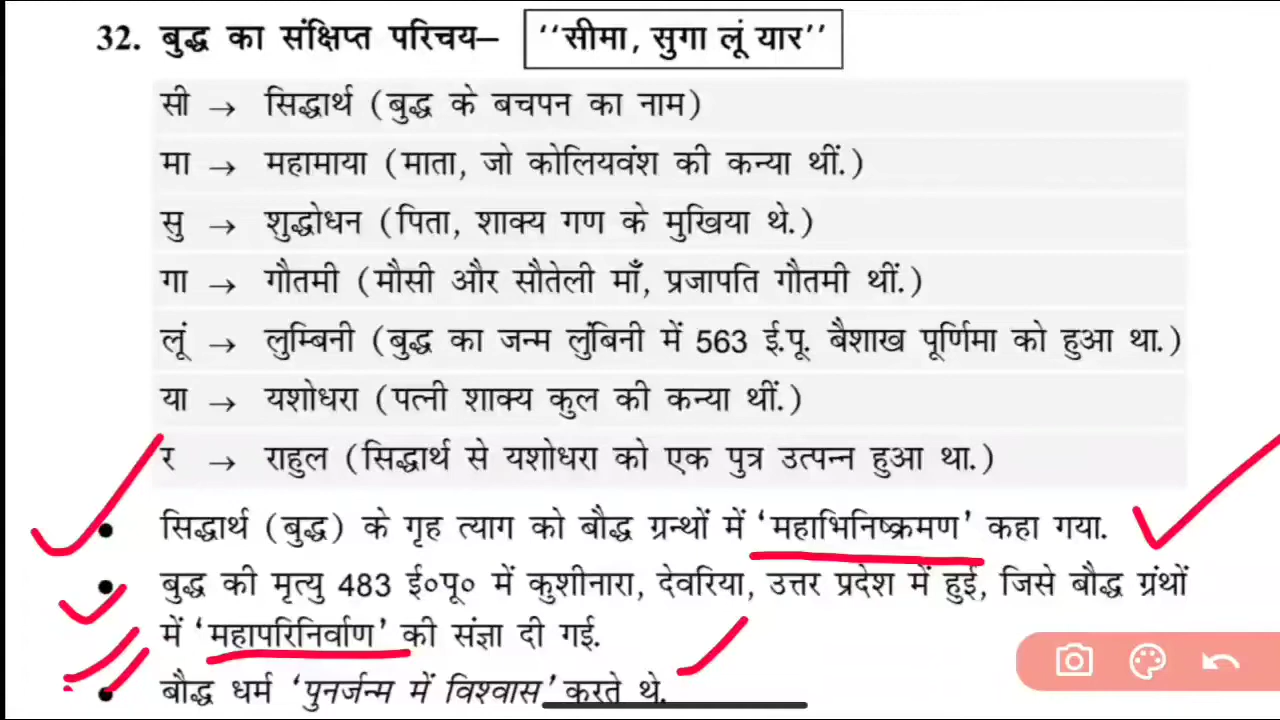 32. बुद्ध का संक्षिप्त परिचय– ''सीमा, सुगा लूं यार''
सी → सिद्धार्थ (बुद्ध के बचपन का नाम)
मा → महामाया (माता, जो कोलियवंश की कन्या थीं.)
सु → शुद्धोधन (पिता, शाक्य गण के मुखिया थे.)
गा → गौतमी (मौसी और सौतेली माँ, प्रजापति गौतमी थीं.)
लूं → लुम्बिनी (बुद्ध का जन्म लुंबिनी में 563 ई.पू. बैशाख पूर्णिमा को हुआ था.)
या → यशोधरा (पत्नी शाक्य कुल की कन्या थीं.)
र → राहुल (सिद्धार्थ से यशोधरा को एक पुत्र उत्पन्न हुआ था.)
• सिद्धार्थ (बुद्ध) के गृह त्याग को बौद्ध ग्रन्थों में 'महाभिनिष्क्रमण' कहा गया.
• बुद्ध की मृत्यु 483 ई०पू० में कुशीनारा, देवरिया, उत्तर प्रदेश में हुई, जिसे बौद्ध ग्रंथों
में 'महापरिनिर्वाण' की संज्ञा दी गई.
• बौद्ध धर्म 'पुनर्जन्म में विश्वास' करते थे.